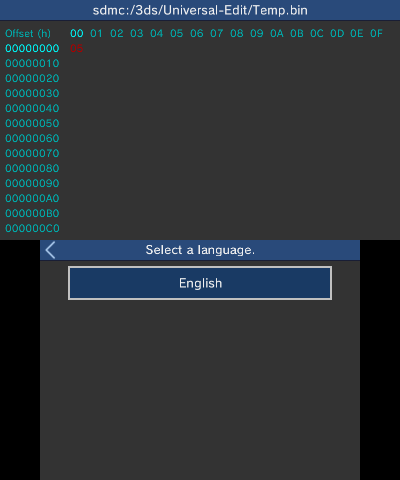 sdmc:/3ds/Universal-Edit/Temp.bin
Offset (h) 00 01 02 03 04 05 06 07 08 09 0A 0B 0C 0D 0E 0F
00000000
00000010
00000020
00000030
00000040
00000050
00000060
00000070
00000080
00000090
000000A0
000000B0
000000C0
Select a language.
English